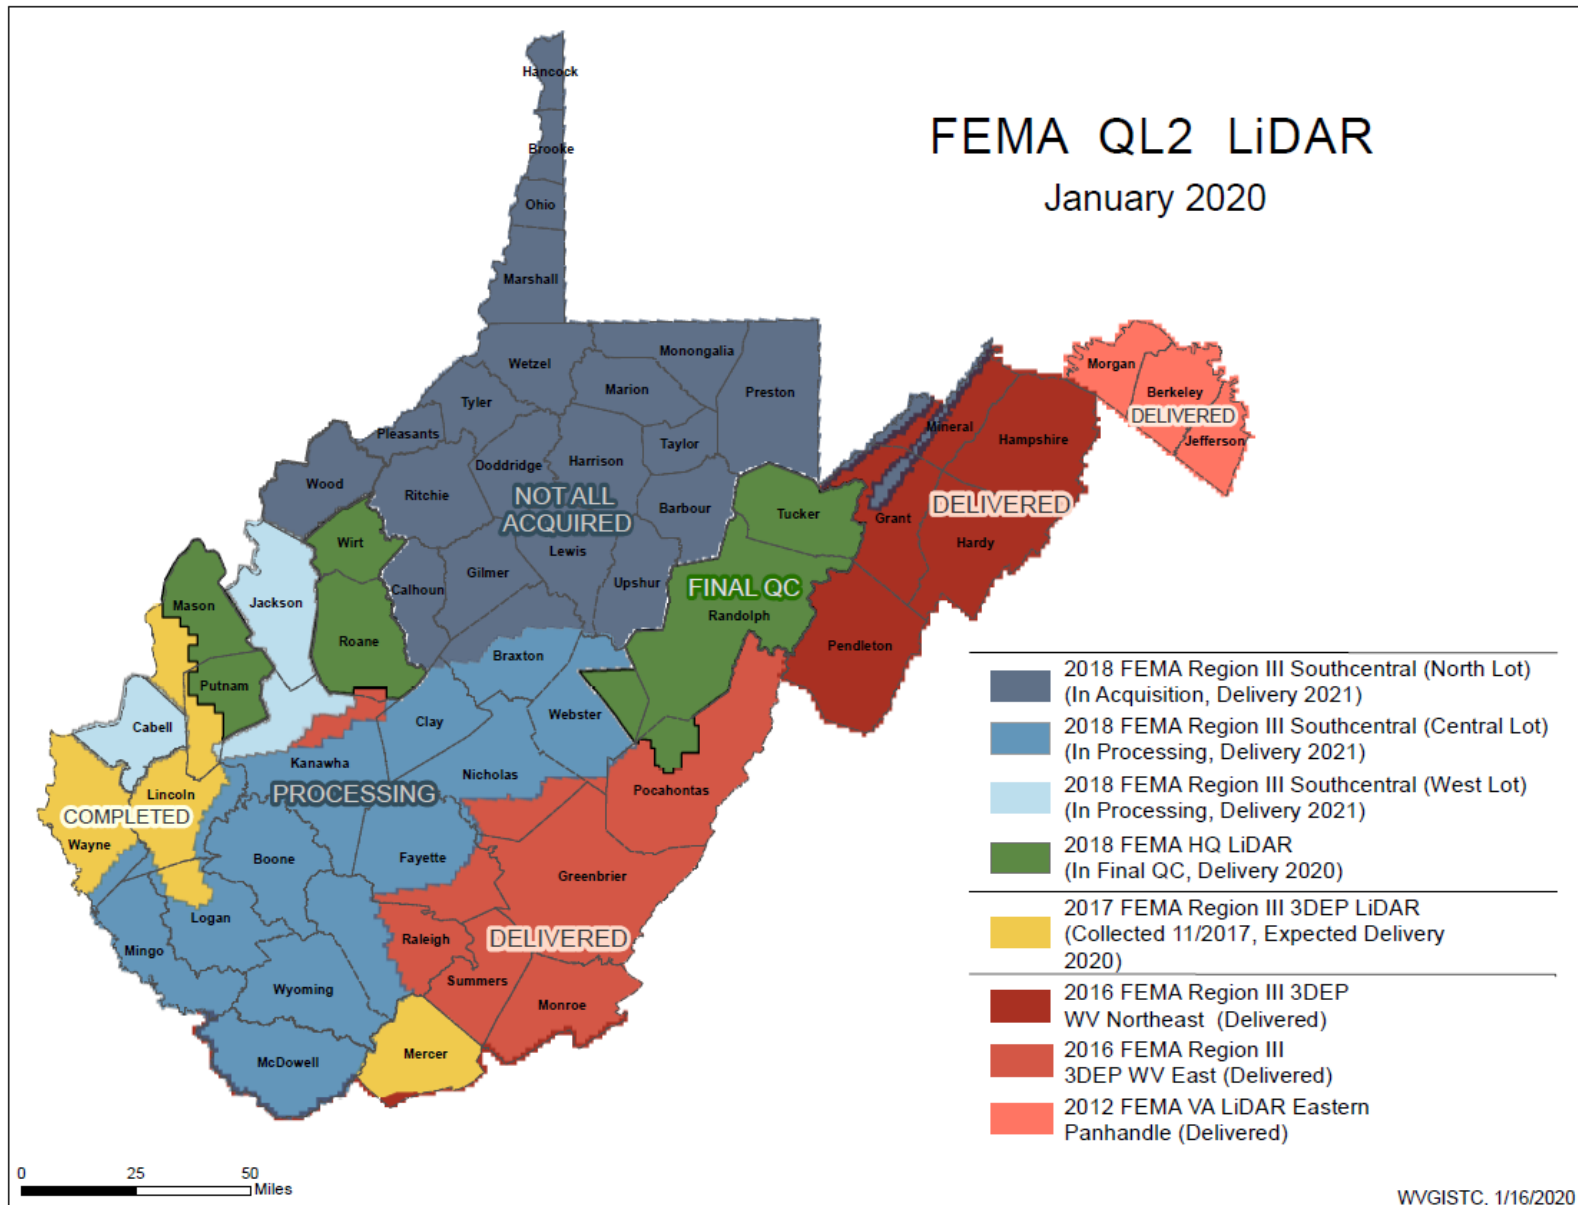 FEMA QL2 LiDAR
January 2020
Hancock
Brooke
Ohio
Marshall
Wetzel
Monongalia
Marion
Preston
Tyler
Pleasants
Taylor
Doddridge
Harrison
Wood
Ritchie
NOT ALL
ACQUIRED
Barbour
Lewis
Gilmer
Calhoun
Upshur
Morgan
Berkeley
DELIVERED
Jefferson
Mineral
Hampshire
DELIVERED
Grant
Hardy
Pendleton
Tucker
FINAL QC
Randolph
Wirt
Mason
Jackson
Roane
Putnam
Cabell
Braxton
Webster
Clay
Kanawha
Nicholas
PROCESSING
Pocahontas
Lincoln
COMPLETED
Wayne
Boone
Fayette
Greenbrier
Logan
Mingo
Raleigh
DELIVERED
Summers
Monroe
Wyoming
Mercer
McDowell
2018 FEMA Region III Southcentral (North Lot)
(In Acquisition, Delivery 2021)
2018 FEMA Region III Southcentral (Central Lot)
(In Processing, Delivery 2021)
2018 FEMA Region III Southcentral (West Lot)
(In Processing, Delivery 2021)
2018 FEMA HQ LiDAR
(In Final QC, Delivery 2020)
2017 FEMA Region III 3DEP LiDAR
(Collected 11/2017, Expected Delivery
2020)
2016 FEMA Region III 3DEP
WV Northeast (Delivered)
2016 FEMA Region III
3DEP WV East (Delivered)
2012 FEMA VA LiDAR Eastern
Panhandle (Delivered)
0 25 50
Miles
WVGISTC, 1/16/2020